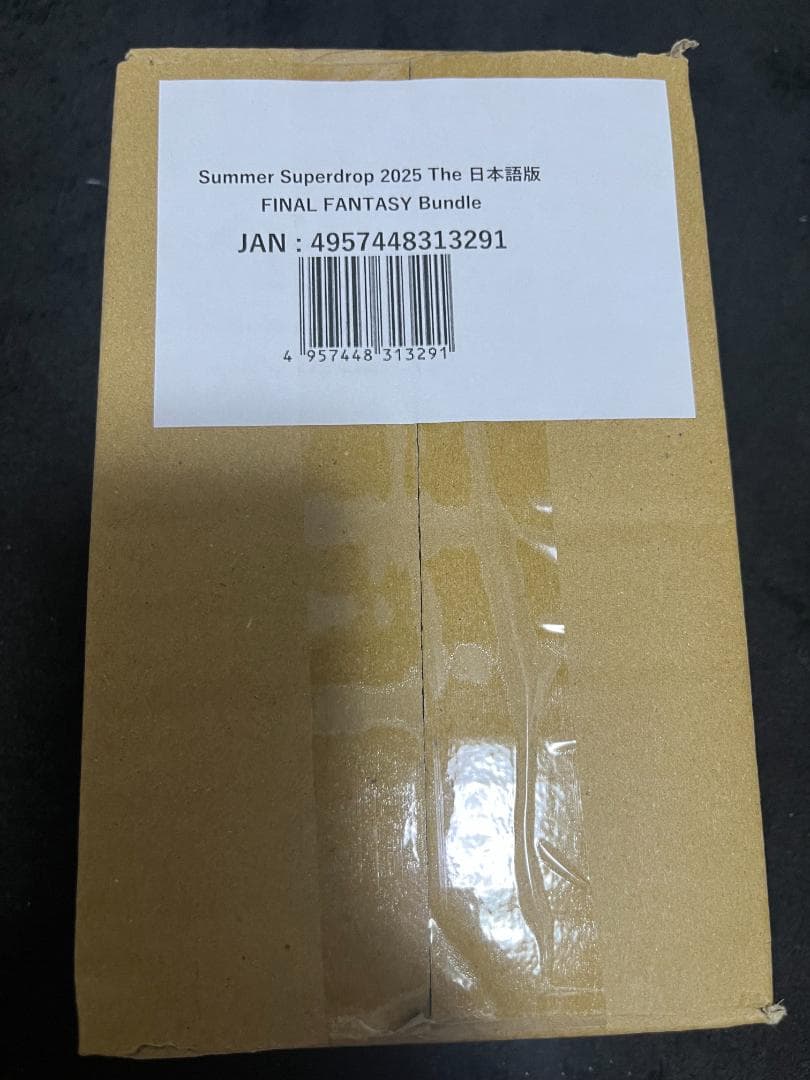 Summer Superdrop 2025 The 日本語版
FINAL FANTASY Bundle
JAN : 4957448313291
4 957448 313291